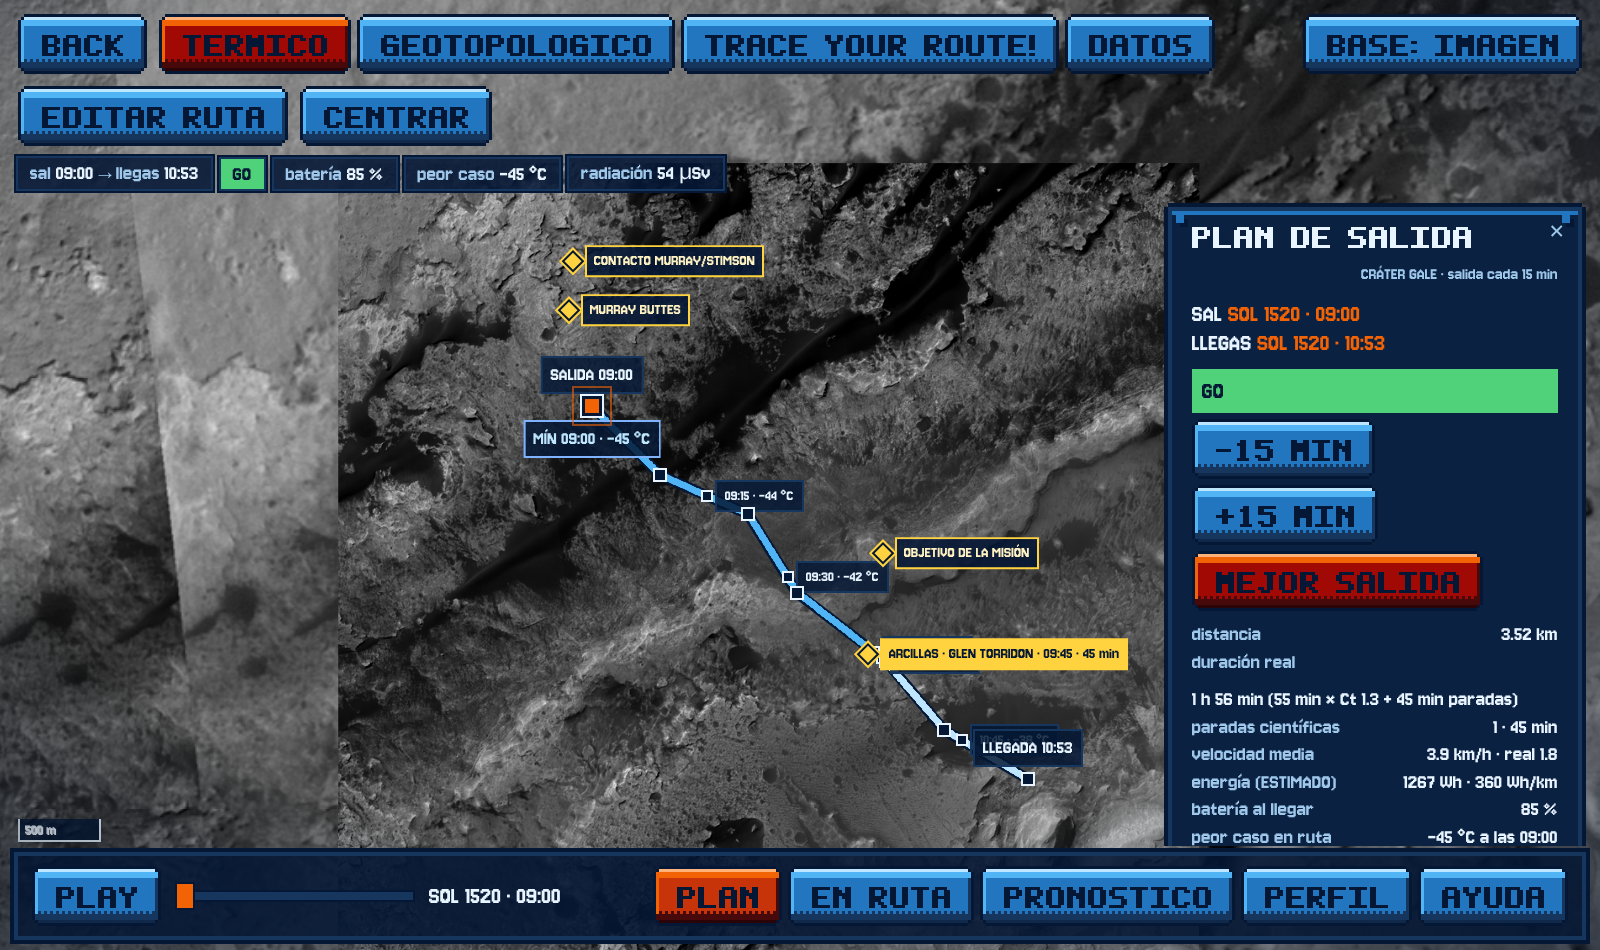 BACK
TERMICO
GEOTOPOLOGICO
TRACE YOUR ROUTE!
DATOS
BASE: IMAGEN
EDITAR RUTA
CENTRAR
sal 09:00 → llegas 10:53
GO
batería 85 %
peor caso -45 °C
radiación 54 µSv
CONTACTO MURRAY/STIMSON
MURRAY BUTTES
SALIDA 09:00
MÍN 09:00 · -45 °C
09:15 · -44 °C
OBJETIVO DE LA MISIÓN
09:30 · -42 °C
ARCILLAS · GLEN TORRIDON · 09:45 · 45 min
LLEGADA 10:53
500 m
PLAN DE SALIDA
×
CRÁTER GALE · salida cada 15 min
SAL SOL 1520 · 09:00
LLEGAS SOL 1520 · 10:53
GO
-15 MIN
+15 MIN
MEJOR SALIDA
distancia 3.52 km
duración real
1 h 56 min (55 min × Ct 1.3 + 45 min paradas)
paradas científicas 1 · 45 min
velocidad media 3.9 km/h · real 1.8
energía (ESTIMADO) 1267 Wh · 360 Wh/km
batería al llegar 85 %
peor caso en ruta -45 °C a las 09:00
PLAY
SOL 1520 · 09:00
PLAN
EN RUTA
PRONOSTICO
PERFIL
AYUDA